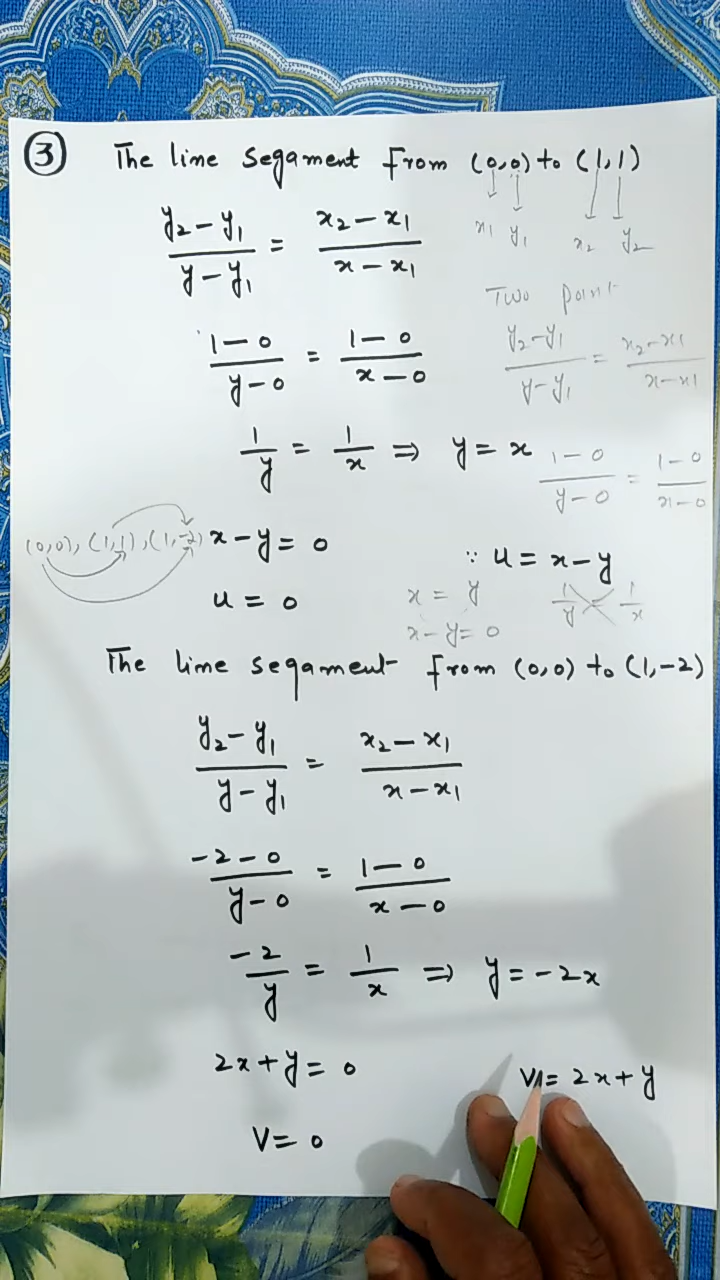 ③ The line segament from (0,0) to (1,1)
x₁ y₁ x₂ y₂
(y₂-y₁)/(y-y₁) = (x₂-x₁)/(x-x₁)
Two point
(y₂-y₁)/(y-y₁) = (x₂-x₁)/(x-x₁)
(1-0)/(y-0) = (1-0)/(x-0)
1/y = 1/x ⇒ y = x
(1-0)/(y-0) = (1-0)/(x-0)
(0,0), (1,1), (1,-2)
x-y = 0
∵ u = x-y
u = 0
x = y
1/y = 1/x
x-y = 0
The line segament from (0,0) to (1,-2)
(y₂-y₁)/(y-y₁) = (x₂-x₁)/(x-x₁)
(-2-0)/(y-0) = (1-0)/(x-0)
-2/y = 1/x ⇒ y = -2x
2x+y = 0
V = 2x+y
V = 0